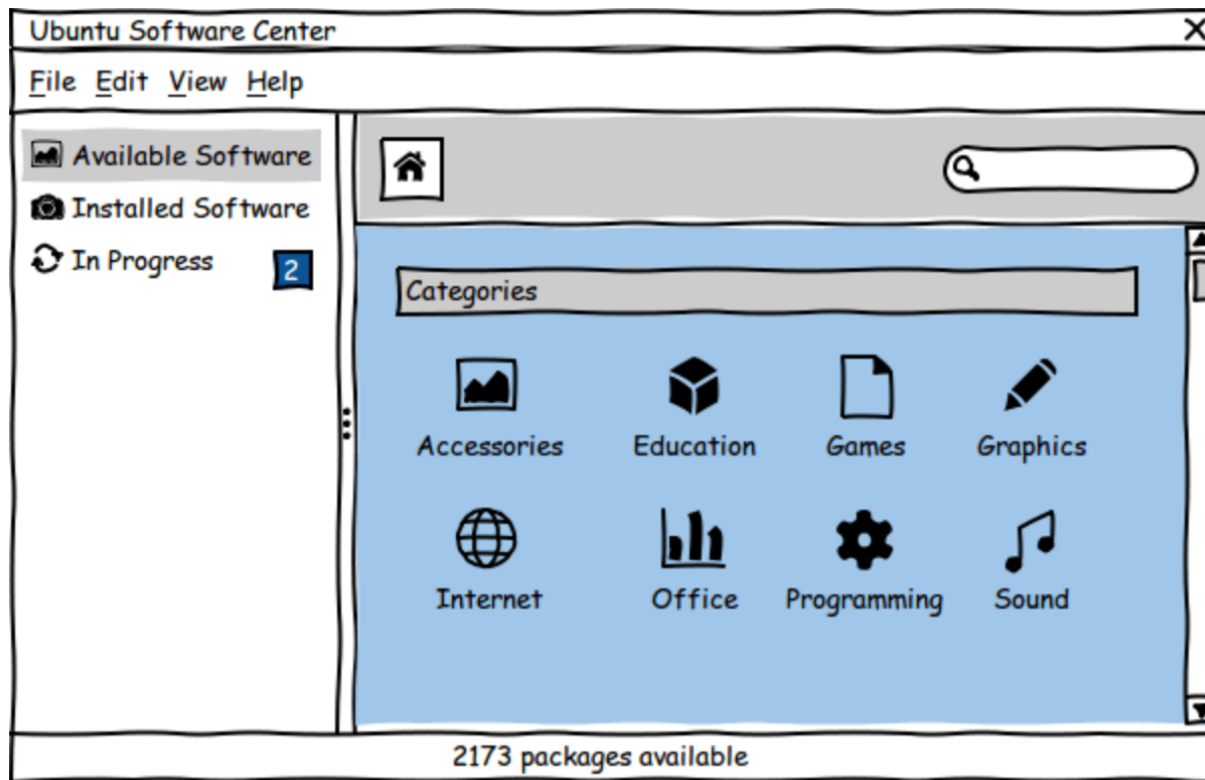 Ubuntu Software Center
File Edit View Help
Available Software
Installed Software
In Progress 2
Categories
Accessories Education Games Graphics
Internet Office Programming Sound
2173 packages available